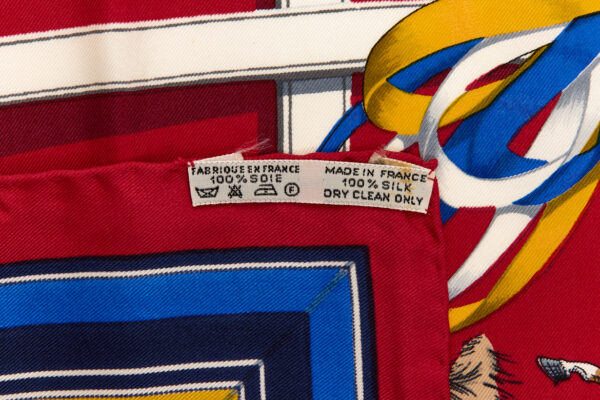 FABRIQUE EN FRANCE
100% SOIE
F
MADE IN FRANCE
100% SILK
DRY CLEAN ONLY